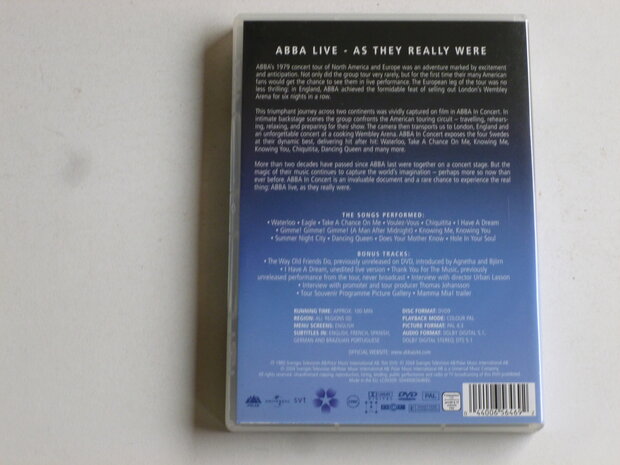 ABBA LIVE - AS THEY REALLY WERE
ABBA's 1979 concert tour of North America and Europe was an adventure marked by excitement
and anticipation. Not only did the group tour very rarely, but for the first time their many American
fans would get the chance to see them in live performance. The European leg of the tour was no
less thrilling: in England, ABBA achieved the formidable feat of selling out London's Wembley
Arena for six nights in a row.
This triumphant journey across two continents was vividly captured on film in ABBA In Concert. In
intimate backstage scenes the group confronts the American touring circuit – travelling, rehears-
ing, relaxing, and preparing for their show. The camera then transports us to London, England and
an unforgettable concert at a cooking Wembley Arena. ABBA In Concert exposes the four Swedes
at their dynamic best, delivering hit after hit: Waterloo, Take A Chance On Me, Knowing Me,
Knowing You, Chiquitita, Dancing Queen and many more.
More than two decades have passed since ABBA last were together on a concert stage. But the
magic of their music continues to capture the world's imagination – perhaps more so now than
ever before. ABBA In Concert is an invaluable document and a rare chance to experience the real
thing: ABBA live, as they really were.
THE SONGS PERFORMED:
• Waterloo • Eagle • Take A Chance On Me • Voulez-Vous • Chiquitita • I Have A Dream
• Gimme! Gimme! Gimme! (A Man After Midnight) • Knowing Me, Knowing You
• Summer Night City • Dancing Queen • Does Your Mother Know • Hole In Your Soul
BONUS TRACKS:
• The Way Old Friends Do, previously unreleased on DVD, introduced by Agnetha and Björn
• I Have A Dream, unedited live version • Thank You For The Music, previously
unreleased performance from the tour, never broadcast • Interview with director Urban Lasson
• Interview with promoter and tour producer Thomas Johansson
• Tour Souvenir Programme Picture Gallery • Mamma Mia! trailer
RUNNING TIME: APPROX. 100 MIN
REGION: ALL REGIONS (0)
MENU SCREENS: ENGLISH
SUBTITLES IN: ENGLISH, FRENCH, SPANISH,
GERMAN AND BRAZILIAN PORTUGUESE
DISC FORMAT: DVD9
PLAYBACK MODE: COLOUR PAL
PICTURE FORMAT: PAL 4:3
AUDIO FORMAT: DOLBY DIGITAL 5.1,
DOLBY DIGITAL STEREO, DTS 5.1
OFFICIAL WEBSITE: www.abbasite.com
POLAR
UNIVERSAL
svt
DVD
PAL